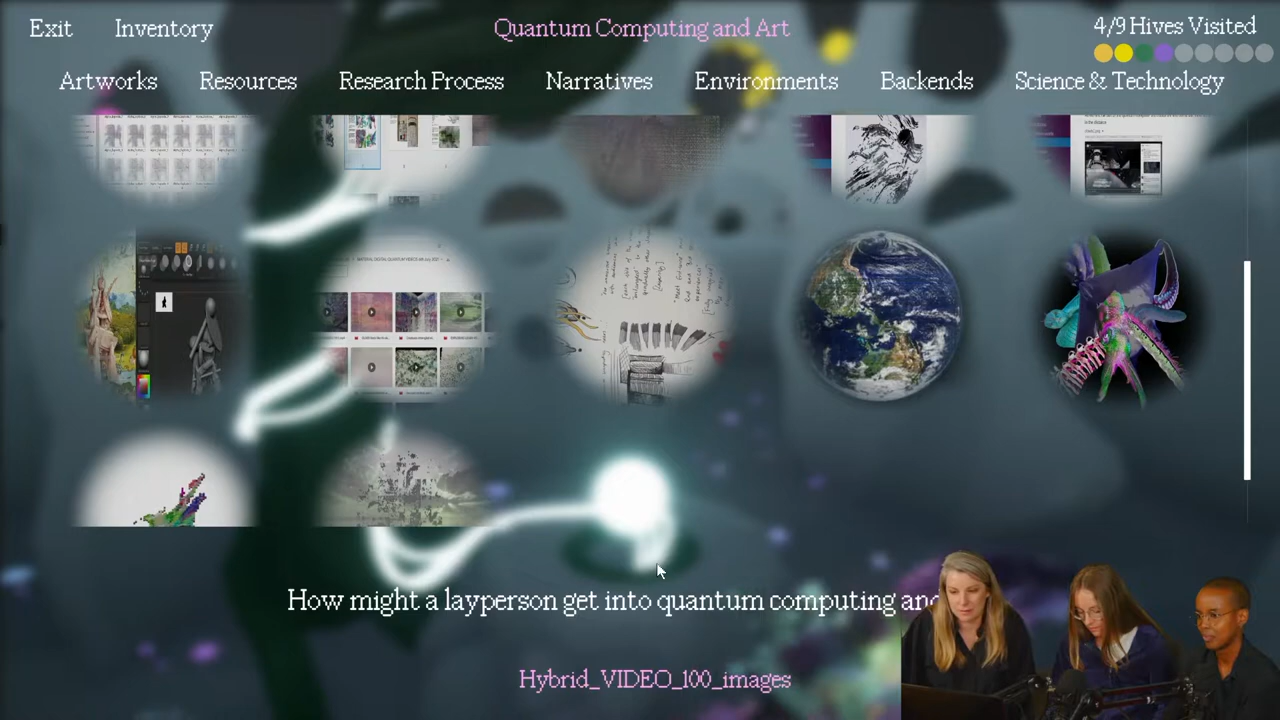 Exit
Inventory
Quantum Computing and Art
4/9 Hives Visited
Artworks
Resources
Research Process
Narratives
Environments
Backends
Science & Technology
How might a layperson get into quantum computing and
Hybrid_VIDEO_100_images